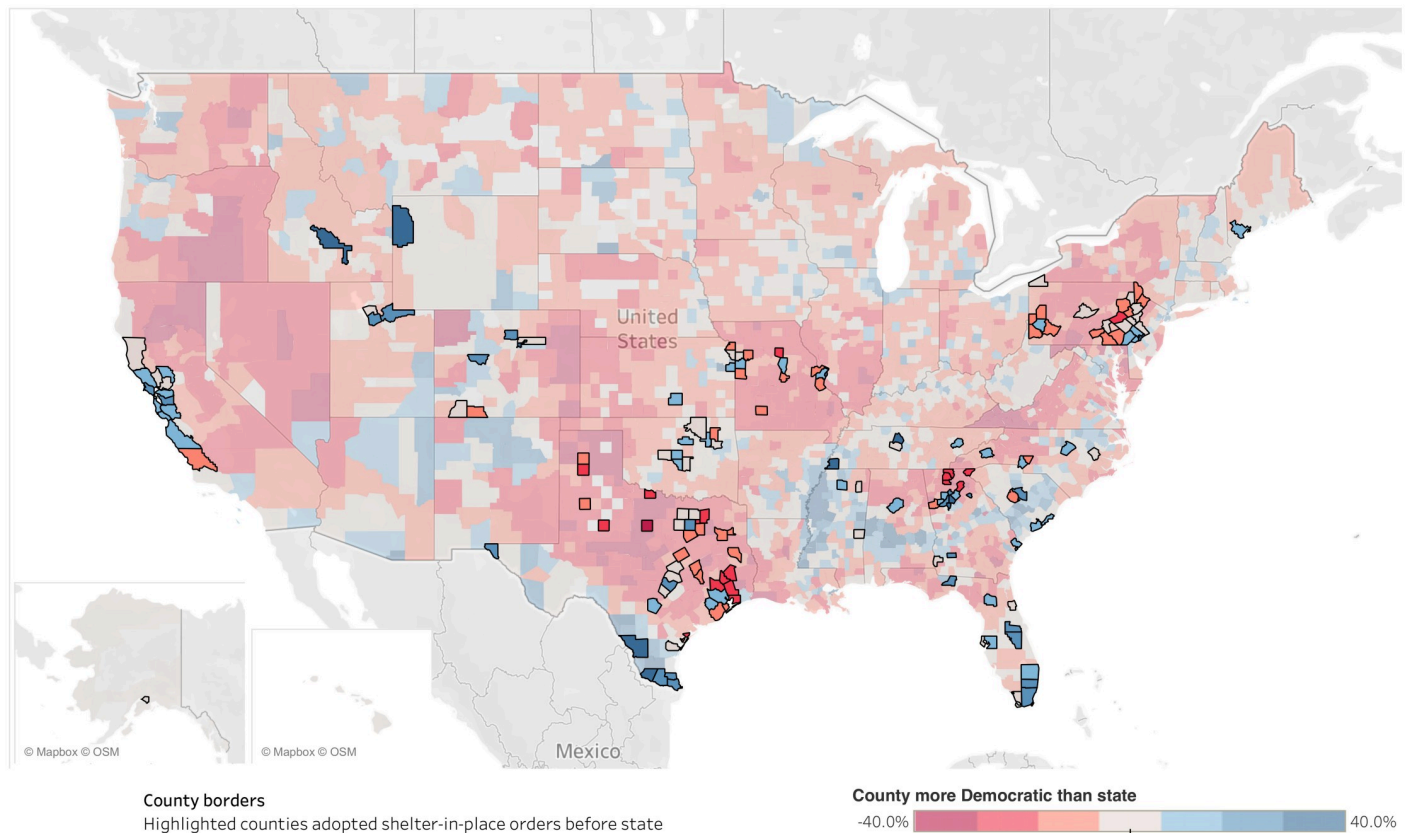 United
States
Mexico
© Mapbox © OSM
© Mapbox © OSM
County borders
Highlighted counties adopted shelter-in-place orders before state
County more Democratic than state
-40.0%
40.0%